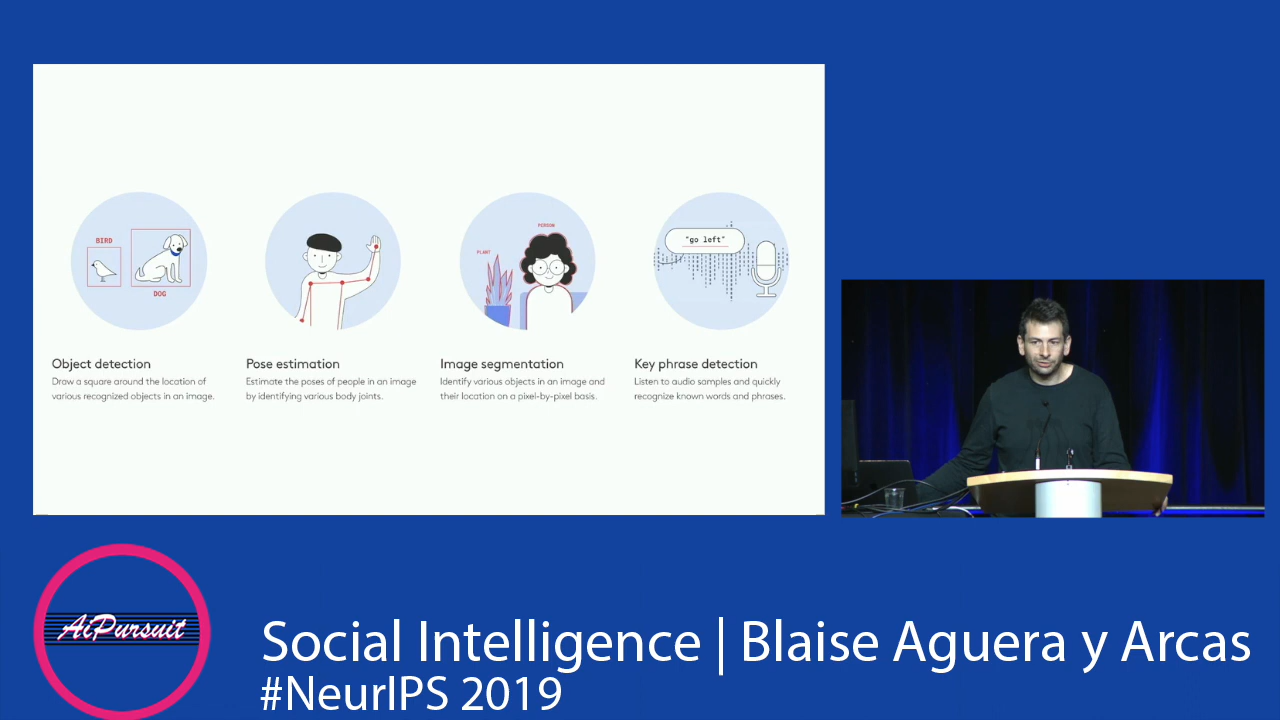 BIRD
DOG
PLANT
PERSON
"go left"
Object detection
Draw a square around the location of
various recognized objects in an image.
Pose estimation
Estimate the poses of people in an image
by identifying various body joints.
Image segmentation
Identify various objects in an image and
their location on a pixel-by-pixel basis.
Key phrase detection
Listen to audio samples and quickly
recognize known words and phrases.
AiPursuit
Social Intelligence | Blaise Aguera y Arcas
#NeurIPS 2019